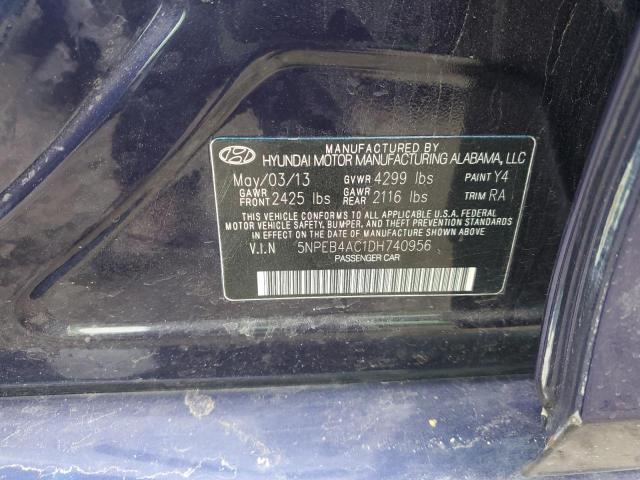 MANUFACTURED BY
HYUNDAI MOTOR MANUFACTURING ALABAMA, LLC
May/03/13 GVWR 4299 lbs PAINT Y4
GAWR FRONT 2425 lbs GAWR REAR 2116 lbs TRIM RA
THIS VEHICLE CONFORMS TO ALL APPLICABLE U.S.A. FEDERAL
MOTOR VEHICLE SAFETY, BUMPER, AND THEFT PREVENTION STANDARDS
IN EFFECT ON THE DATE OF MANUFACTURE SHOWN ABOVE.
V.I.N 5NPEB4AC1DH740956
PASSENGER CAR